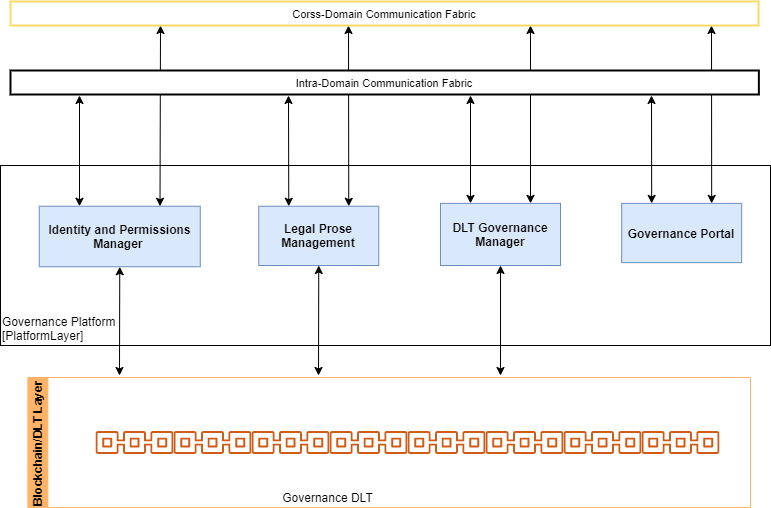 Corss-Domain Communication Fabric
Intra-Domain Communication Fabric
Identity and Permissions
Manager
Legal Prose
Management
DLT Governance
Manager
Governance Portal
Governance Platform
[PlatformLayer]
Blockchain/DLT Layer
Governance DLT